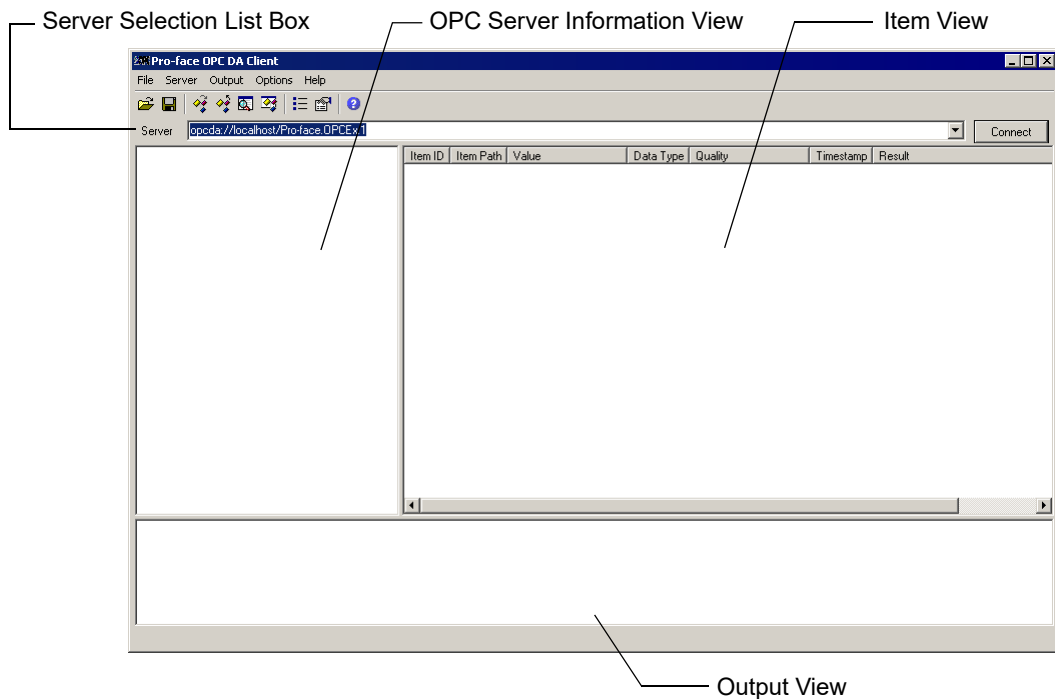 Server Selection List Box
OPC Server Information View
Item View
Pro-face OPC DA Client
File Server Output Options Help
Server opcda://localhost/Pro-face.OPCEx.1 Connect
Item ID Item Path Value Data Type Quality Timestamp Result
Output View